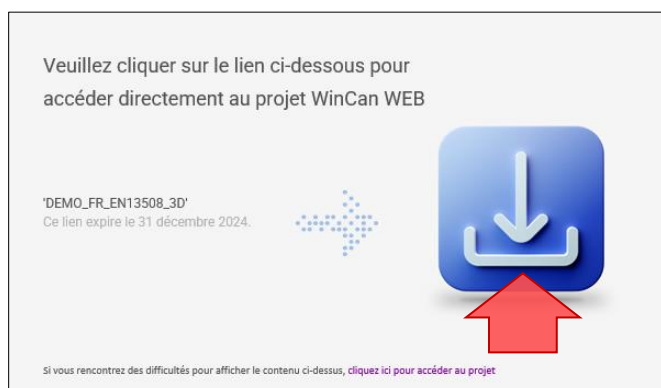 Veuillez cliquer sur le lien ci-dessous pour
accéder directement au projet WinCan WEB
'DEMO_FR_EN13508_3D'
Ce lien expire le 31 décembre 2024.
Si vous rencontrez des difficultés pour afficher le contenu ci-dessus, cliquez ici pour accéder au projet